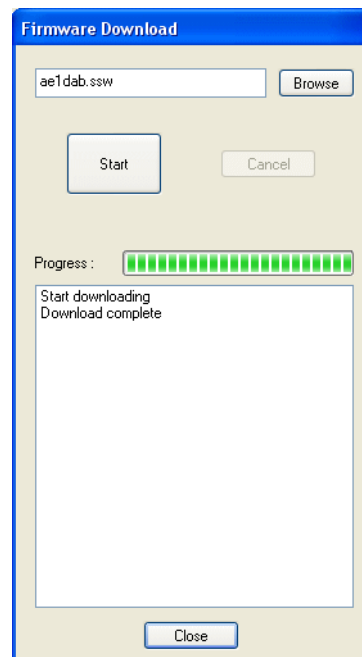 Firmware Download
ae1dab.ssw
Browse
Start
Cancel
Progress :
Start downloading
Download complete
Close